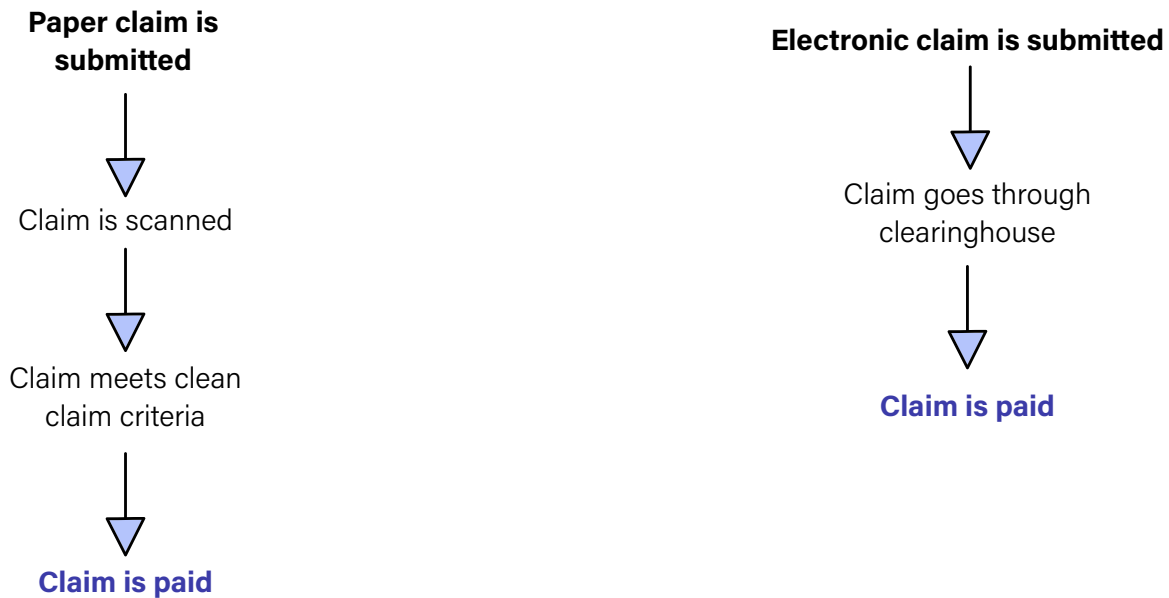 Paper claim is
submitted
Claim is scanned
Claim meets clean
claim criteria
Claim is paid
Electronic claim is submitted
Claim goes through
clearinghouse
Claim is paid